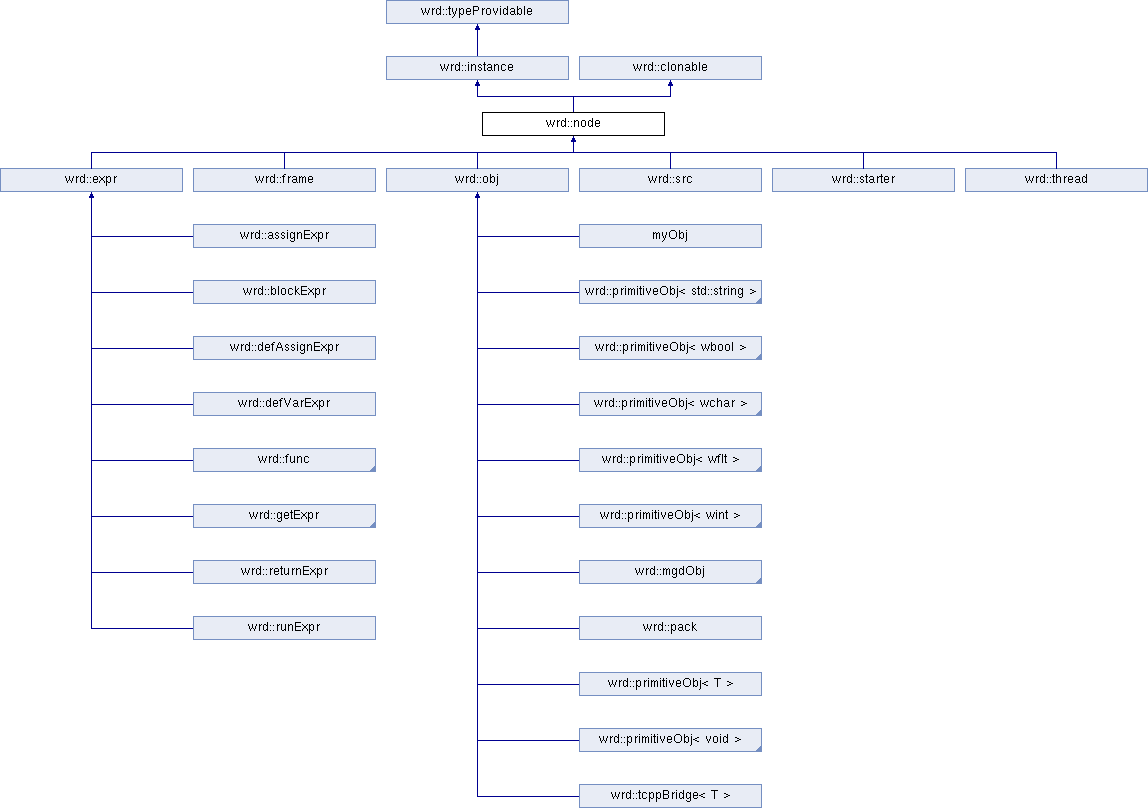 wrd::typeProvidable
wrd::instance
wrd::clonable
wrd::node
wrd::expr
wrd::frame
wrd::obj
wrd::src
wrd::starter
wrd::thread
wrd::assignExpr
myObj
wrd::blockExpr
wrd::primitiveObj< std::string >
wrd::defAssignExpr
wrd::primitiveObj< wbool >
wrd::defVarExpr
wrd::primitiveObj< wchar >
wrd::func
wrd::primitiveObj< wflt >
wrd::getExpr
wrd::primitiveObj< wint >
wrd::returnExpr
wrd::mgdObj
wrd::runExpr
wrd::pack
wrd::primitiveObj< T >
wrd::primitiveObj< void >
wrd::tcppBridge< T >